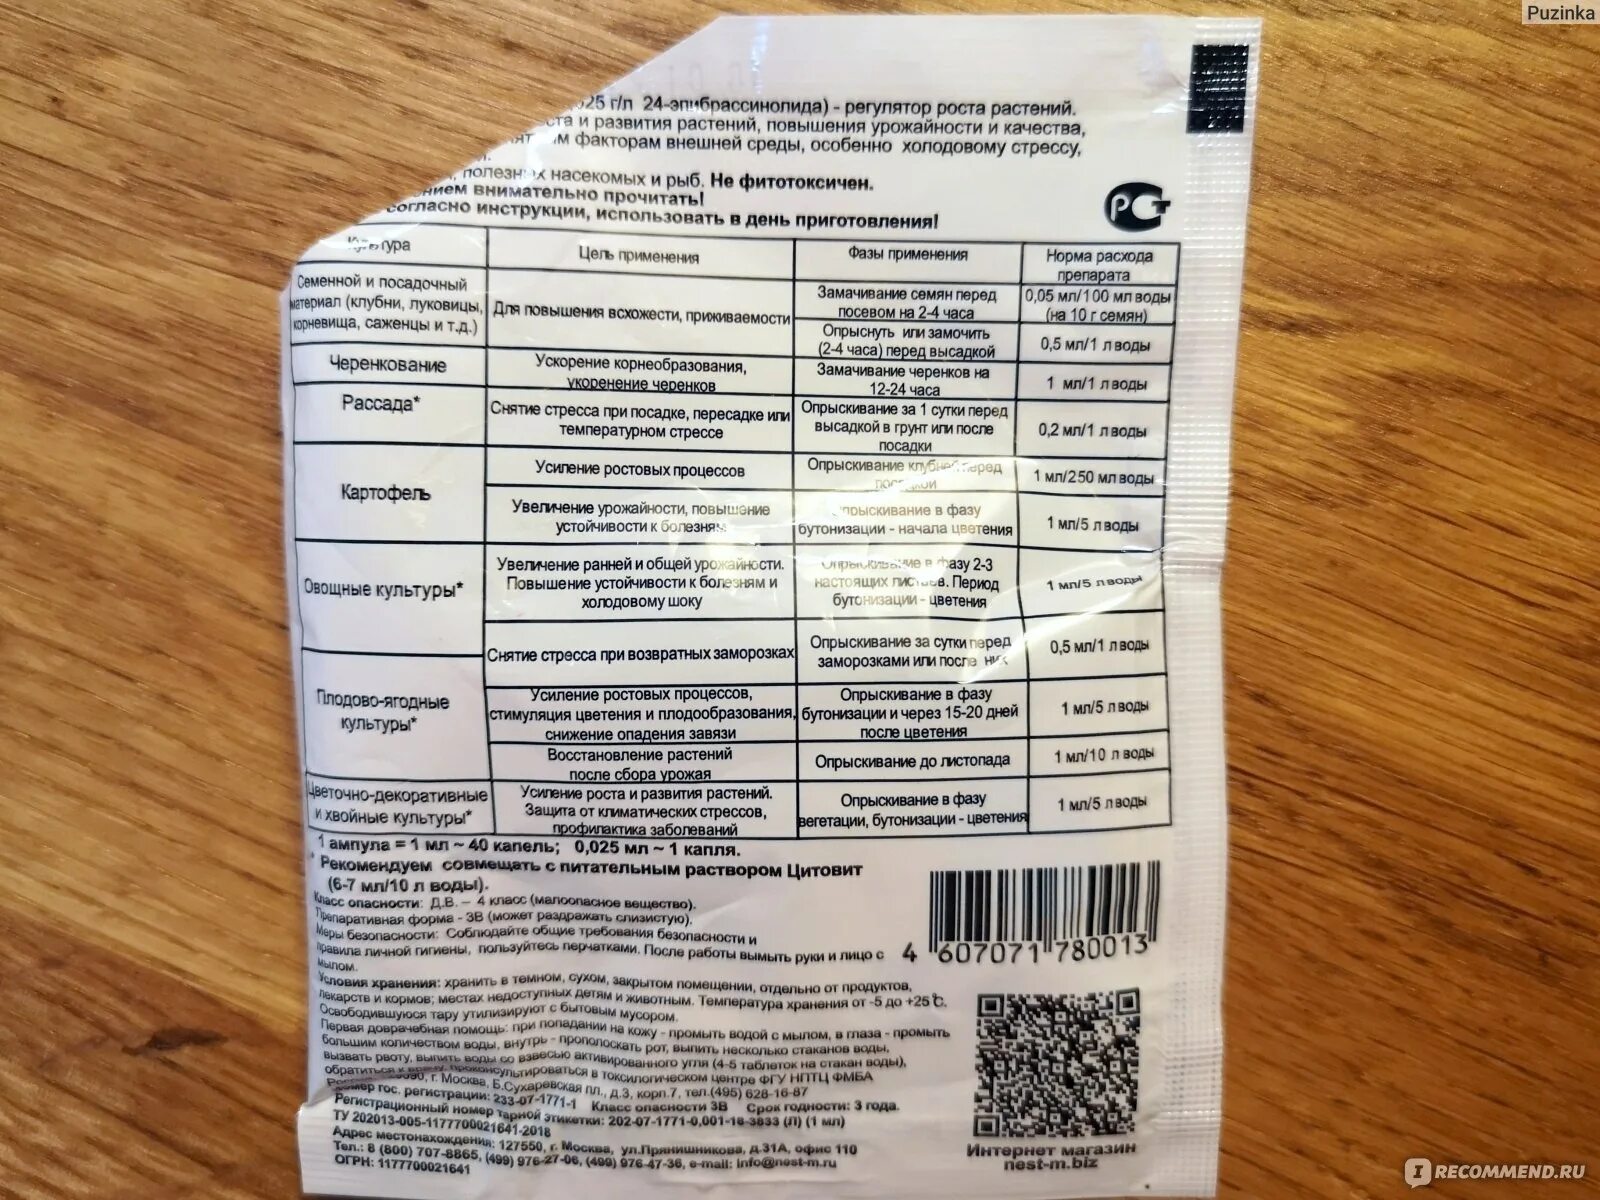 Puzinka
025 г/л 24-эпибрассинолида) - регулятор роста растений.
ста и развития растений, повышения урожайности и качества,
факторам внешней среды, особенно холодовому стрессу,
полезных насекомых и рыб. Не фитотоксичен.
нием внимательно прочитать!
согласно инструкции, использовать в день приготовления!
РСТ
Культура
Цель применения
Фазы применения
Норма расхода
препарата
Семенной и посадочный
материал (клубни, луковицы,
корневища, саженцы и т.д.)
Для повышения всхожести, приживаемости
Замачивание семян перед
посевом на 2-4 часа
0,05 мл/100 мл воды
(на 10 г семян)
Опрыснуть или замочить
(2-4 часа) перед высадкой
0,5 мл/1 л воды
Черенкование
Ускорение корнеобразования,
укоренение черенков
Замачивание черенков на
12-24 часа
1 мл/1 л воды
Рассада*
Снятие стресса при посадке, пересадке или
температурном стрессе
Опрыскивание за 1 сутки перед
высадкой в грунт или после
посадки
0,2 мл/1 л воды
Картофель
Усиление ростовых процессов
Опрыскивание клубней перед
посадкой
1 мл/250 мл воды
Увеличение урожайности, повышение
устойчивости к болезням
Опрыскивание в фазу
бутонизации - начала цветения
1 мл/5 л воды
Овощные культуры*
Увеличение ранней и общей урожайности.
Повышение устойчивости к болезням и
холодовому шоку
Опрыскивание в фазу 2-3
настоящих листьев. Период
бутонизации - цветения
1 мл/5 л воды
Снятие стресса при возвратных заморозках
Опрыскивание за сутки перед
заморозками или после них
0,5 мл/1 л воды
Плодово-ягодные
культуры*
Усиление ростовых процессов,
стимуляция цветения и плодообразования,
снижение опадения завязи
Опрыскивание в фазу
бутонизации и через 15-20 дней
после цветения
1 мл/5 л воды
Восстановление растений
после сбора урожая
Опрыскивание до листопада
1 мл/10 л воды
Цветочно-декоративные
и хвойные культуры*
Усиление роста и развития растений.
Защита от климатических стрессов,
профилактика заболеваний
Опрыскивание в фазу
вегетации, бутонизации - цветения
1 мл/5 л воды
1 ампула = 1 мл ~ 40 капель; 0,025 мл ~ 1 капля.
* Рекомендуем совмещать с питательным раствором Цитовит
(6-7 мл/10 л воды).
Класс опасности: Д.В. – 4 класс (малоопасное вещество).
Препаративная форма - 3В (может раздражать слизистую).
Меры безопасности: Соблюдайте общие требования безопасности и
правила личной гигиены, пользуйтесь перчатками. После работы вымыть руки и лицо с
мылом.
Условия хранения: хранить в темном, сухом, закрытом помещении, отдельно от продуктов,
лекарств и кормов; местах недоступных детям и животным. Температура хранения от -5 до +25°С.
Освободившуюся тару утилизируют с бытовым мусором.
Первая доврачебная помощь: при попадании на кожу - промыть водой с мылом, в глаза - промыть
большим количеством воды, внутрь - прополоскать рот, выпить несколько стаканов воды,
вызвать рвоту, выпить воды со взвесью активированного угля (4-5 таблеток на стакан воды),
обратиться к врачу, проконсультироваться в токсилогическом центре ФГУ НПТЦ ФМБА
г. Москва, Б.Сухаревская пл., д.3, корп.7, тел.(495) 628-16-87
Номер гос. регистрации: 233-07-1771-1 Класс опасности 3В Срок годности: 3 года.
Регистрационный номер тарной этикетки: 202-07-1771-0,001-16-3833 (Л) (1 мл)
ТУ 202013-005-1177700021641-2018
Адрес местонахождения: 127550, г. Москва, ул.Прянишникова, д.31А, офис 110
Тел.: 8 (800) 707-8865, (499) 976-27-06, (499) 976-47-36, e-mail: info@nest-m.ru
ОГРН: 1177700021641
4 607071 780013
Интернет магазин
nest-m.biz
IRECOMMEND.RU